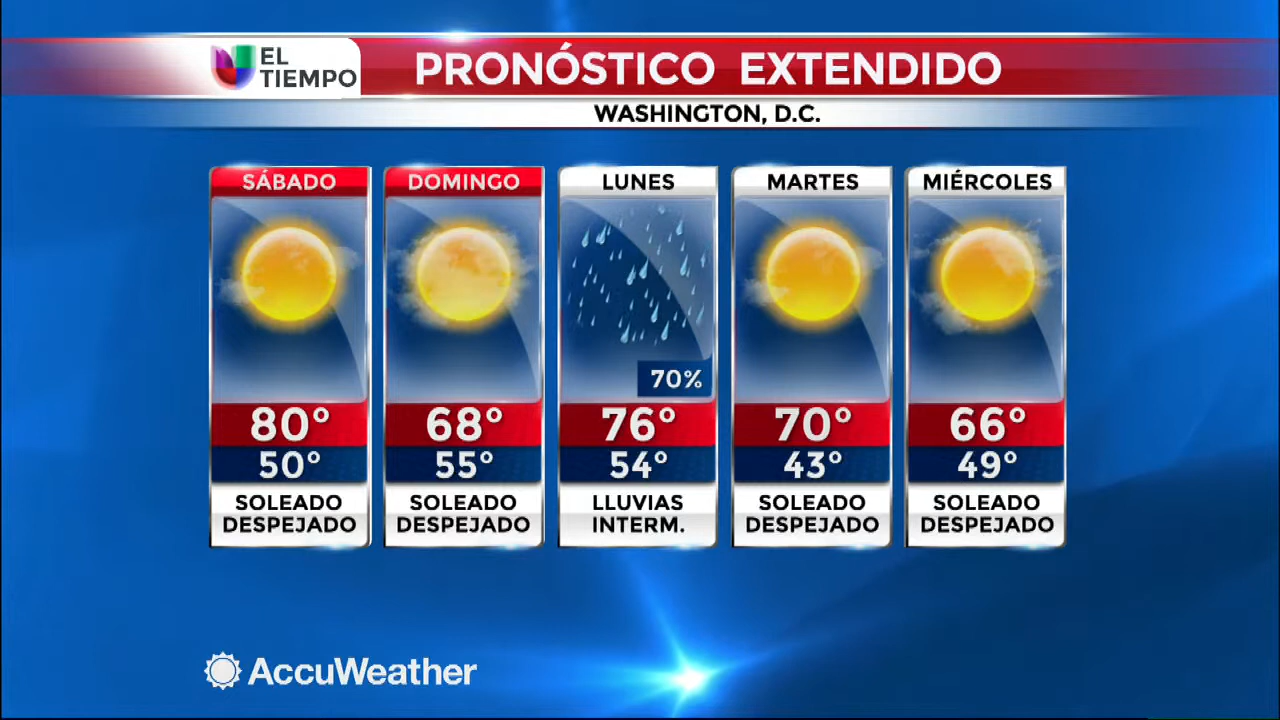 EL
TIEMPO
PRONÓSTICO EXTENDIDO
WASHINGTON, D.C.
SÁBADO
80°
50°
SOLEADO
DESPEJADO
DOMINGO
68°
55°
SOLEADO
DESPEJADO
LUNES
70%
76°
54°
LLUVIAS
INTERM.
MARTES
70°
43°
SOLEADO
DESPEJADO
MIÉRCOLES
66°
49°
SOLEADO
DESPEJADO
AccuWeather